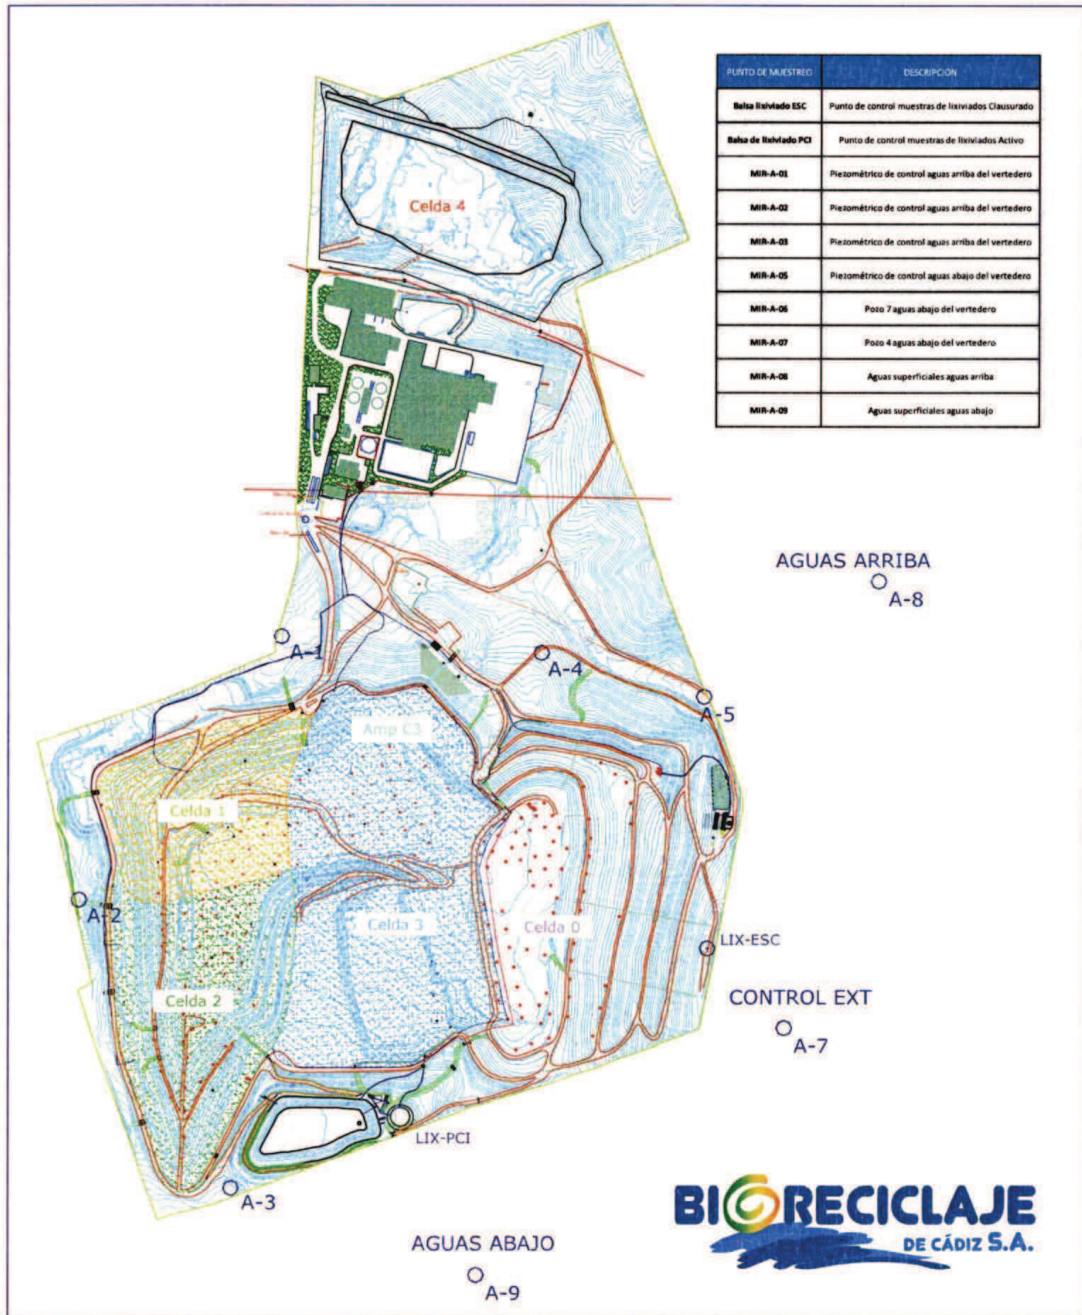 PUNTO DE MUESTREO DESCRIPCIÓN
Balsa lixiviado ESC Punto de control muestras de lixiviados Clausurado
Balsa de lixiviado PCI Punto de control muestras de lixiviados Activo
MIR-A-01 Piezométrico de control aguas arriba del vertedero
MIR-A-02 Piezométrico de control aguas arriba del vertedero
MIR-A-03 Piezométrico de control aguas arriba del vertedero
MIR-A-05 Piezométrico de control aguas abajo del vertedero
MIR-A-06 Pozo 7 aguas abajo del vertedero
MIR-A-07 Pozo 4 aguas abajo del vertedero
MIR-A-08 Aguas superficiales aguas arriba
MIR-A-09 Aguas superficiales aguas abajo
Celda 4
AGUAS ARRIBA
A-8
A-1
A-4
A-5
Amp C3
Celda 1
A-2
Celda 3
Celda 0
LIX-ESC
Celda 2
CONTROL EXT
A-7
LIX-PCI
A-3
BIORECICLAJE
DE CÁDIZ S.A.
AGUAS ABAJO
A-9